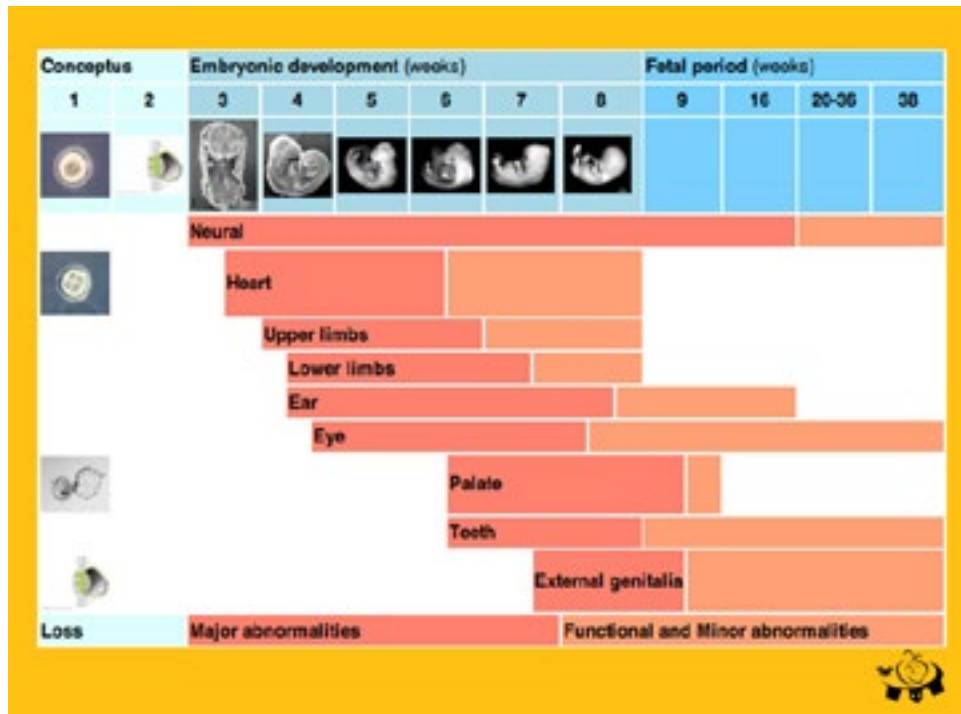 Conceptus Embryonic development (weeks) Fetal period (weeks)
1 2 3 4 5 6 7 8 9 16 20-36 38
Neural
Heart
Upper limbs
Lower limbs
Ear
Eye
Palate
Teeth
External genitalia
Loss Major abnormalities Functional and Minor abnormalities